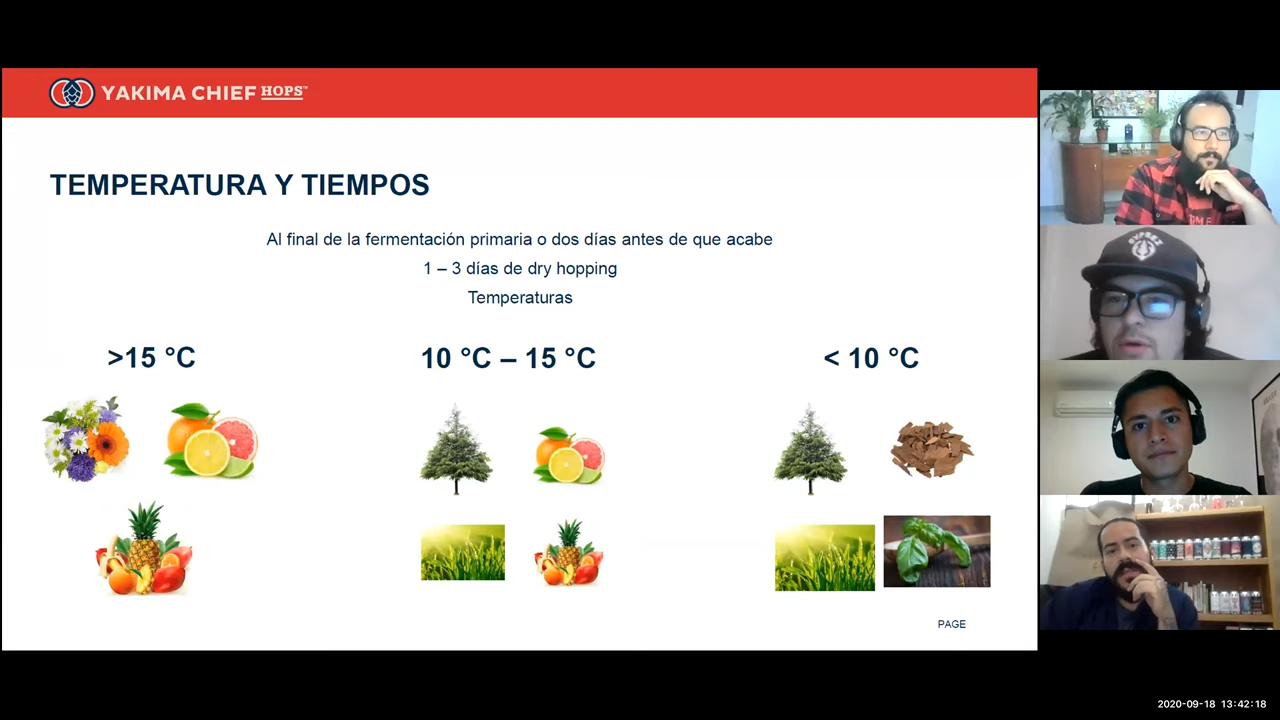 YAKIMA CHIEF HOPS™
TEMPERATURA Y TIEMPOS
Al final de la fermentación primaria o dos días antes de que acabe
1 – 3 días de dry hopping
Temperaturas
>15 °C
10 °C – 15 °C
< 10 °C
PAGE
2020-09-18 13:42:18